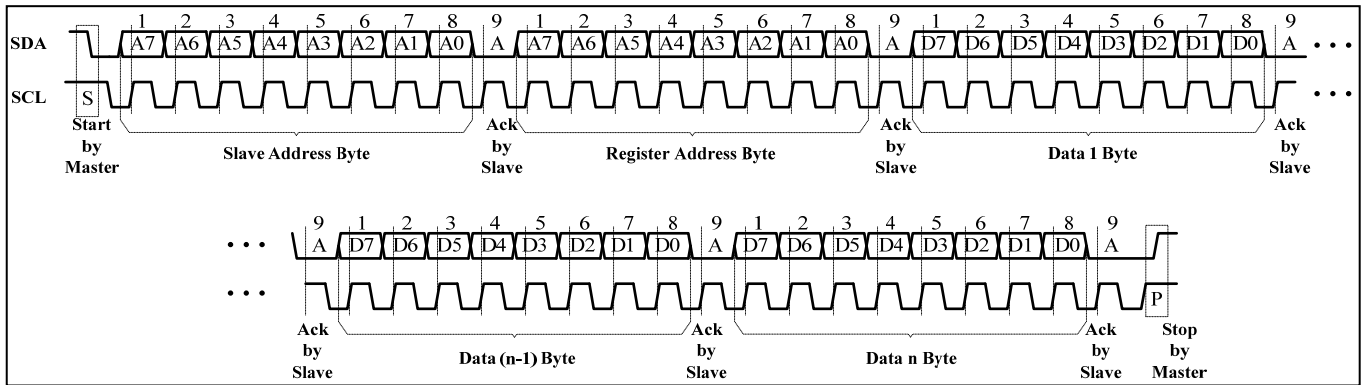 1 2 3 4 5 6 7 8 9 1 2 3 4 5 6 7 8 9 1 2 3 4 5 6 7 8 9
SDA A7 A6 A5 A4 A3 A2 A1 A0 A A7 A6 A5 A4 A3 A2 A1 A0 A D7 D6 D5 D4 D3 D2 D1 D0 A • • •
SCL S • • •
Start by Master
Slave Address Byte
Ack by Slave
Register Address Byte
Ack by Slave
Data 1 Byte
Ack by Slave
9 1 2 3 4 5 6 7 8 9 1 2 3 4 5 6 7 8 9
• • • A D7 D6 D5 D4 D3 D2 D1 D0 A D7 D6 D5 D4 D3 D2 D1 D0 A
• • • P
Ack by Slave
Data (n-1) Byte
Ack by Slave
Data n Byte
Ack by Slave
Stop by Master